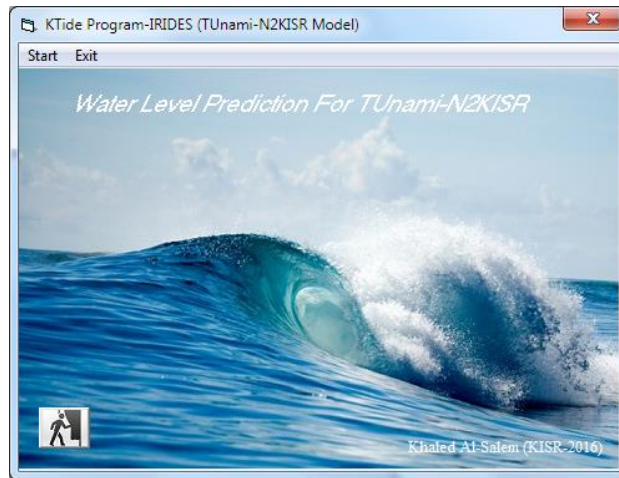 KTide Program-IRIDES (TUnami-N2KISR Model)
Start Exit
Water Level Prediction For TUnami-N2KISR
Khaled Al-Salem (KISR-2016)